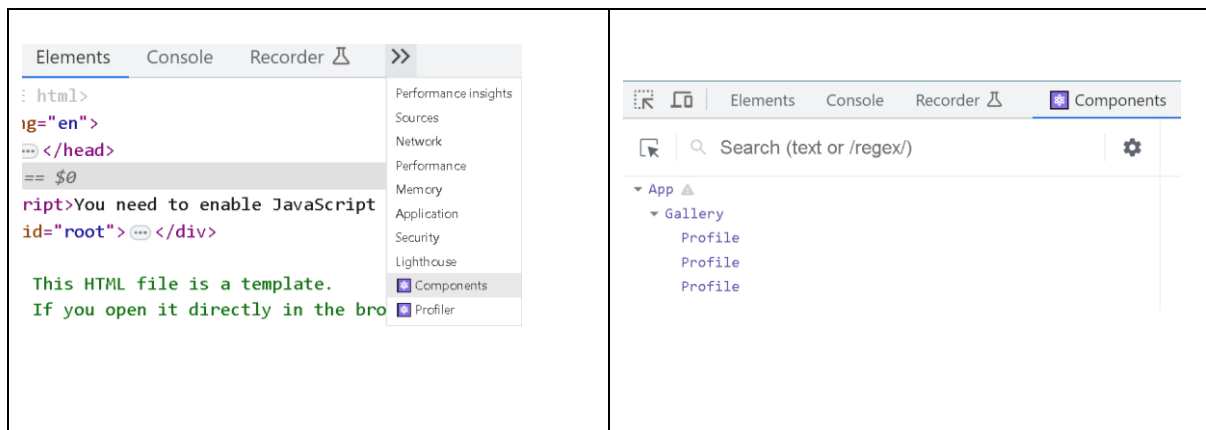 Elements Console Recorder
html>
ng="en">
</head>
== $0
ript>You need to enable JavaScript
id="root"> </div>
This HTML file is a template.
If you open it directly in the bro
Performance insights
Sources
Network
Performance
Memory
Application
Security
Lighthouse
Components
Profiler
Elements Console Recorder Components
Search (text or /regex/)
App
Gallery
Profile
Profile
Profile